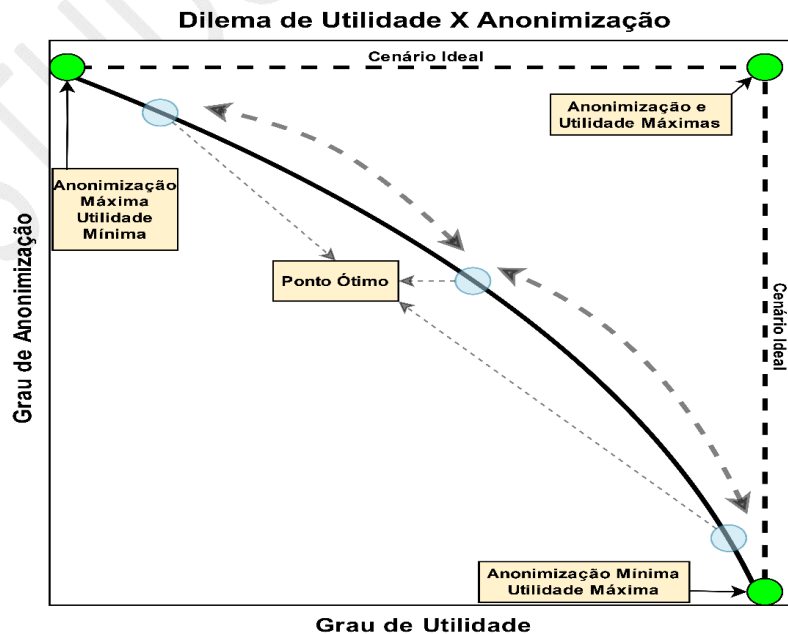 Dilema de Utilidade X Anonimização
Cenário Ideal
Anonimização e
Utilidade Máximas
Anonimização
Máxima
Utilidade
Mínima
Ponto Ótimo
Cenário Ideal
Grau de Anonimização
Anonimização Mínima
Utilidade Máxima
Grau de Utilidade